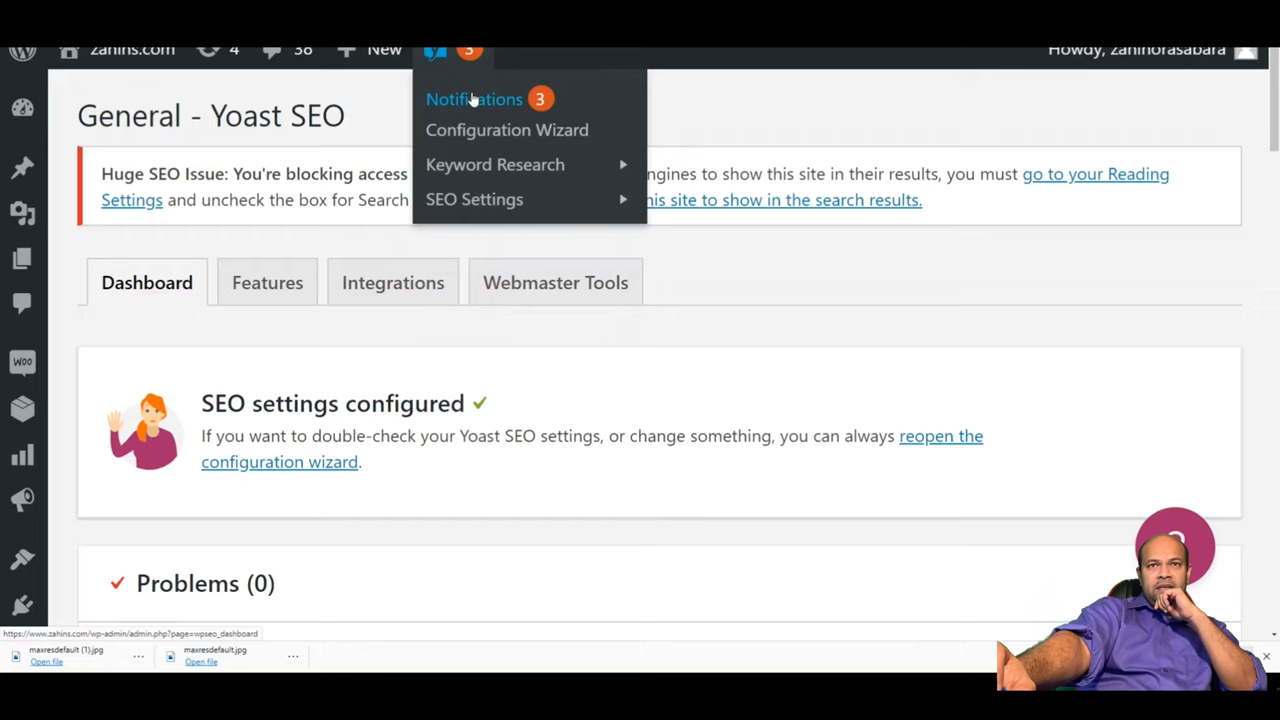 zahins.com 4 38 New 3 Howdy, zahinorasabara
Notifications 3
Configuration Wizard
Keyword Research
SEO Settings
General - Yoast SEO
Huge SEO Issue: You're blocking access ngines to show this site in their results, you must go to your Reading
Settings and uncheck the box for Search his site to show in the search results.
Dashboard Features Integrations Webmaster Tools
SEO settings configured
If you want to double-check your Yoast SEO settings, or change something, you can always reopen the
configuration wizard.
Woo
Problems (0)
https://www.zahins.com/wp-admin/admin.php?page=wpseo_dashboard
maxresdefault (1).jpg maxresdefault.jpg
Open file Open file